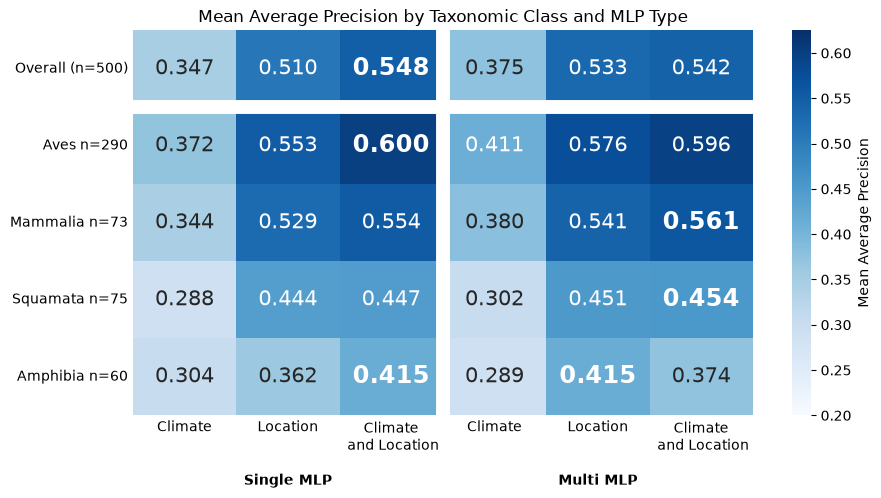 Mean Average Precision by Taxonomic Class and MLP Type
Overall (n=500) 0.347 0.510 0.548 0.375 0.533 0.542
Aves n=290 0.372 0.553 0.600 0.411 0.576 0.596
Mammalia n=73 0.344 0.529 0.554 0.380 0.541 0.561
Squamata n=75 0.288 0.444 0.447 0.302 0.451 0.454
Amphibia n=60 0.304 0.362 0.415 0.289 0.415 0.374
Climate Location Climate Climate Location Climate
and Location and Location
Single MLP Multi MLP
0.60
0.55
0.50
0.45
0.40
0.35
0.30
0.25
0.20
Mean Average Precision